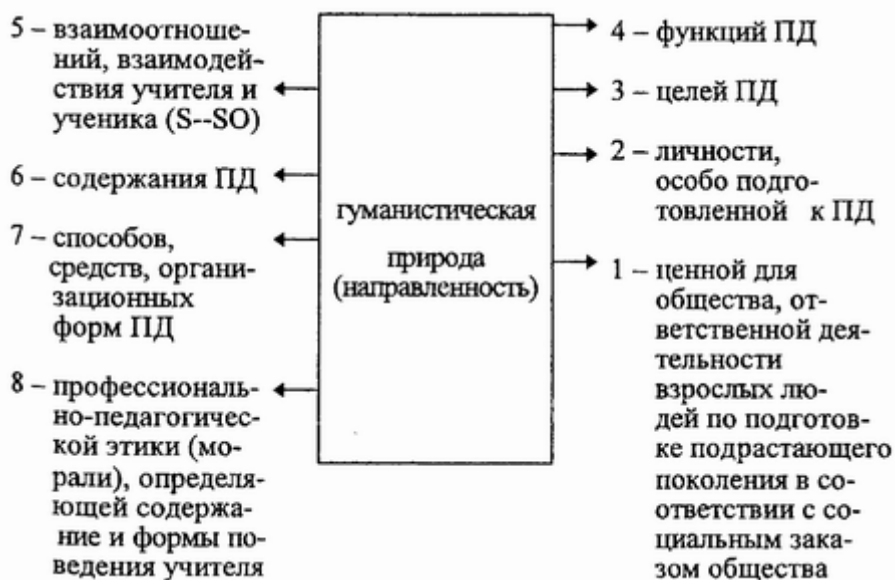 5 – взаимоотноше-
ний, взаимодей-
ствия учителя и
ученика (S--SO)
6 – содержания ПД
7 – способов,
средств, органи-
зационных
форм ПД
8 – профессиональ-
но-педагогичес-
кой этики (мо-
рали), определя-
ющей содержа-
ние и формы по-
ведения учителя
гуманистическая
природа
(направленность)
4 – функций ПД
3 – целей ПД
2 – личности,
особо подго-
товленной к ПД
1 – ценной для
общества, от-
ветственной дея-
тельности
взрослых лю-
дей по подготов-
ке подрастающего
поколения в со-
ответствии с со-
циальным зака-
зом общества